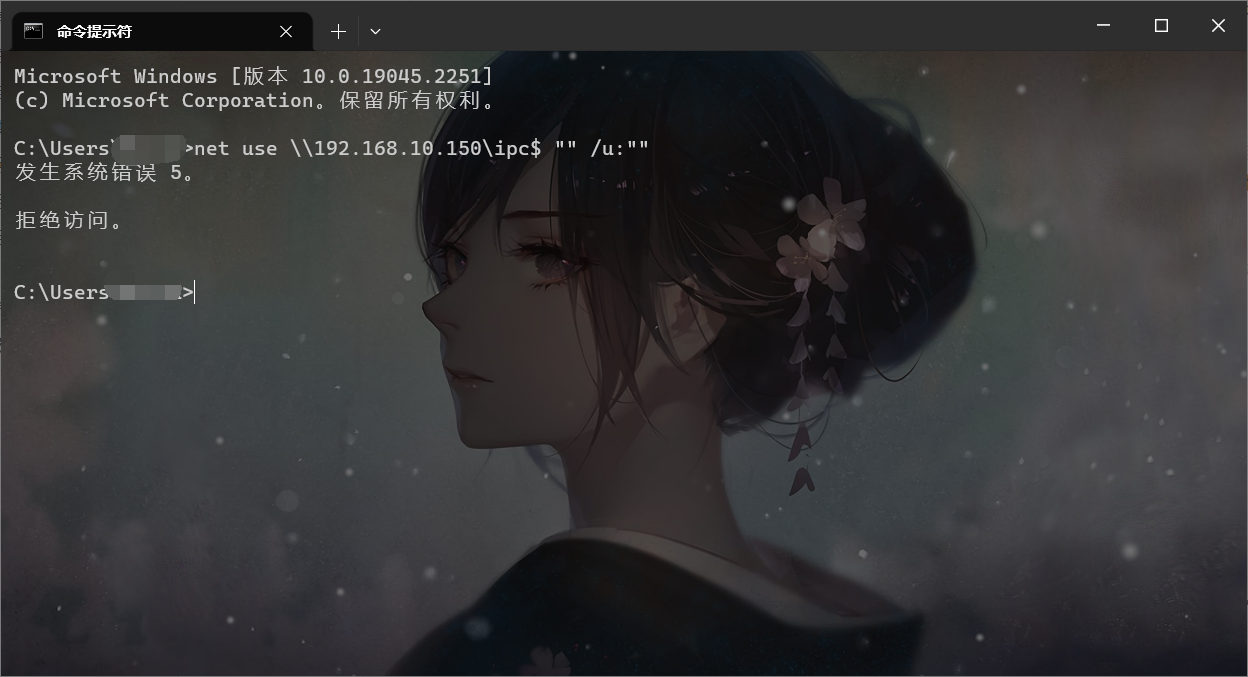 命令提示符
Microsoft Windows [版本 10.0.19045.2251]
(c) Microsoft Corporation。保留所有权利。
C:\Users\>net use \\192.168.10.150\ipc$ "" /u:""
发生系统错误 5。
拒绝访问。
C:\Users>